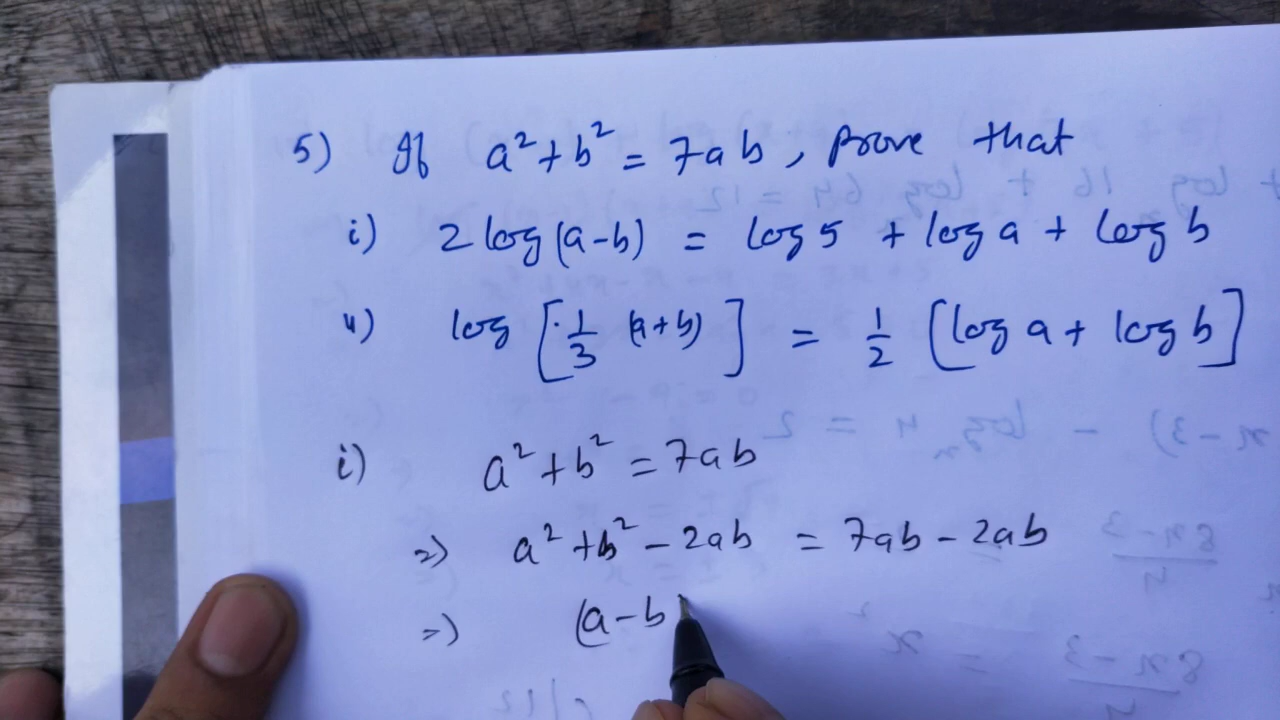 5) If a² + b² = 7ab, prove that
i) 2 log (a-b) = log 5 + log a + log b
ii) log [1/3 (a+b)] = 1/2 [log a + log b]
i) a² + b² = 7ab
=> a² + b² - 2ab = 7ab - 2ab
=> (a - b